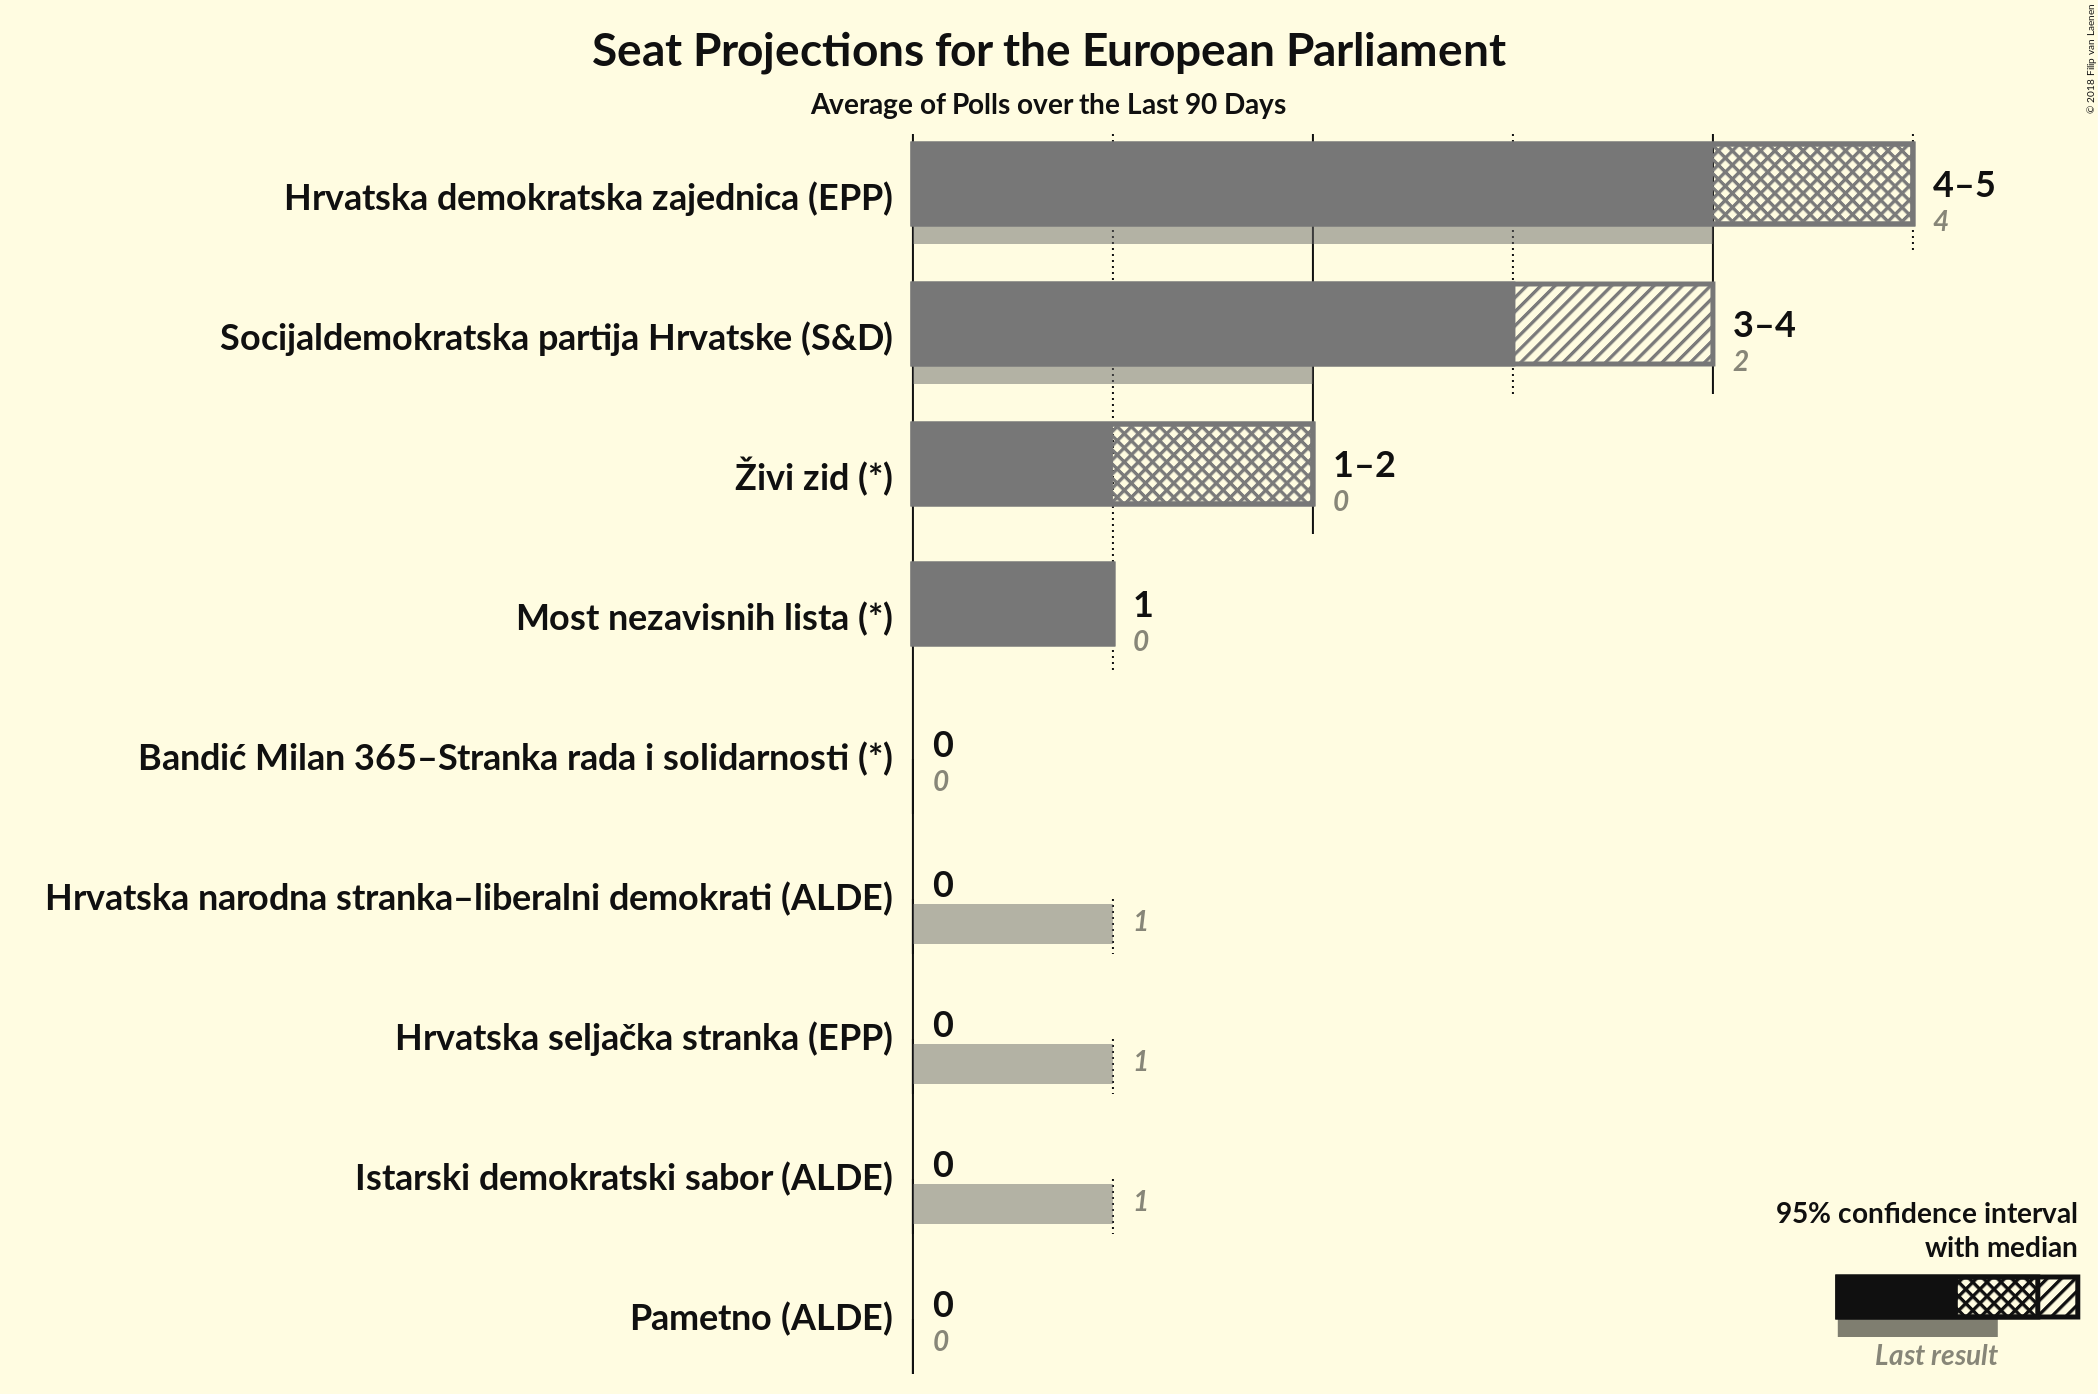 Seat Projections for the European Parliament
Average of Polls over the Last 90 Days
© 2018 Filip van Laenen
Hrvatska demokratska zajednica (EPP)
4–5
4
Socijaldemokratska partija Hrvatske (S&D)
3–4
2
Živi zid (*)
1–2
0
Most nezavisnih lista (*)
1
0
Bandić Milan 365–Stranka rada i solidarnosti (*)
0
0
Hrvatska narodna stranka–liberalni demokrati (ALDE)
0
1
Hrvatska seljačka stranka (EPP)
0
1
Istarski demokratski sabor (ALDE)
0
1
Pametno (ALDE)
0
0
95% confidence interval
with median
Last result